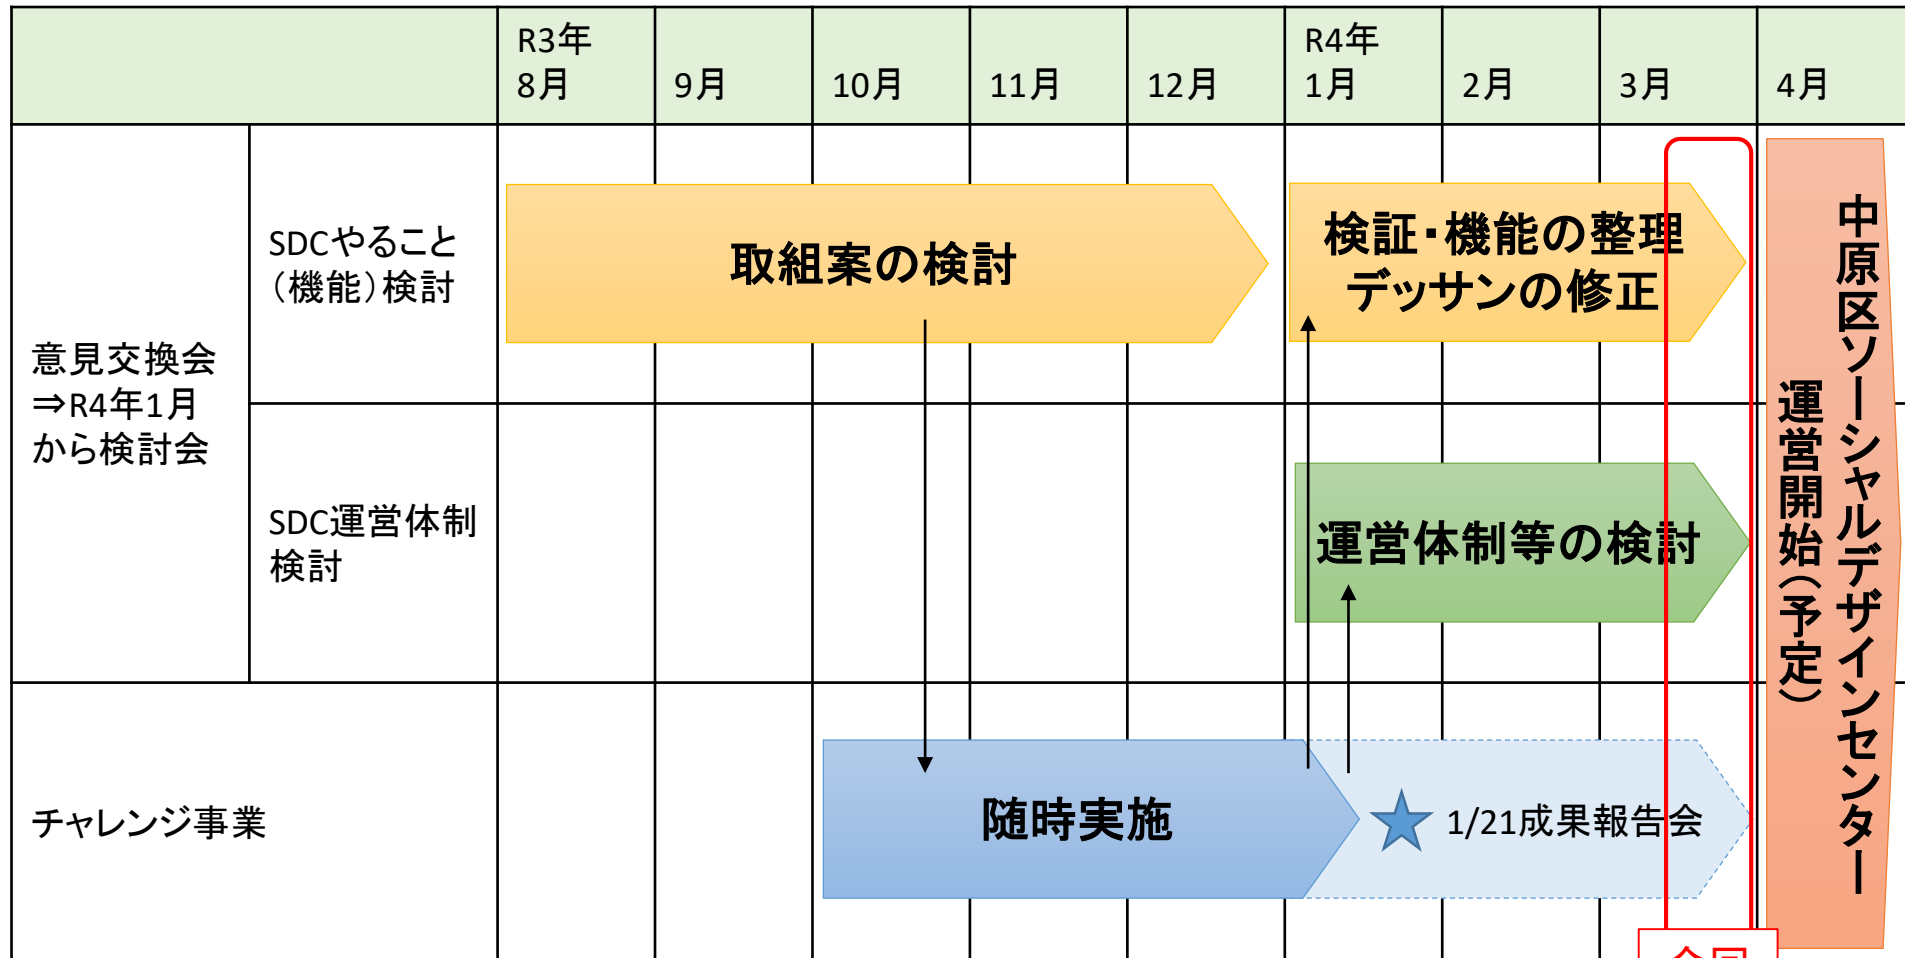 R3年
8月
9月
10月
11月
12月
R4年
1月
2月
3月
4月
意見交換会
⇒R4年1月
から検討会
SDCやること
（機能）検討
取組案の検討
検証・機能の整理
デッサンの修正
SDC運営体制
検討
運営体制等の検討
チャレンジ事業
随時実施
1/21成果報告会
中原区ソーシャルデザインセンター
運営開始（予定）
今回